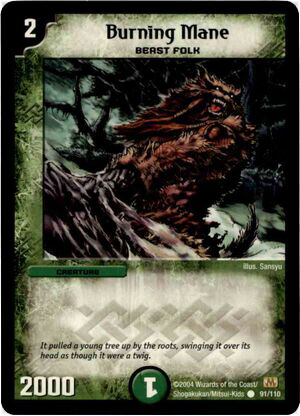 2
Burning Mane
BEAST FOLK
Illus. Sansyu
CREATURE
It pulled a young tree up by the roots, swinging it over its
head as though it were a twig.
2000
1
©2004 Wizards of the Coast/
Shogakukan/Mitsui-Kids
91/110